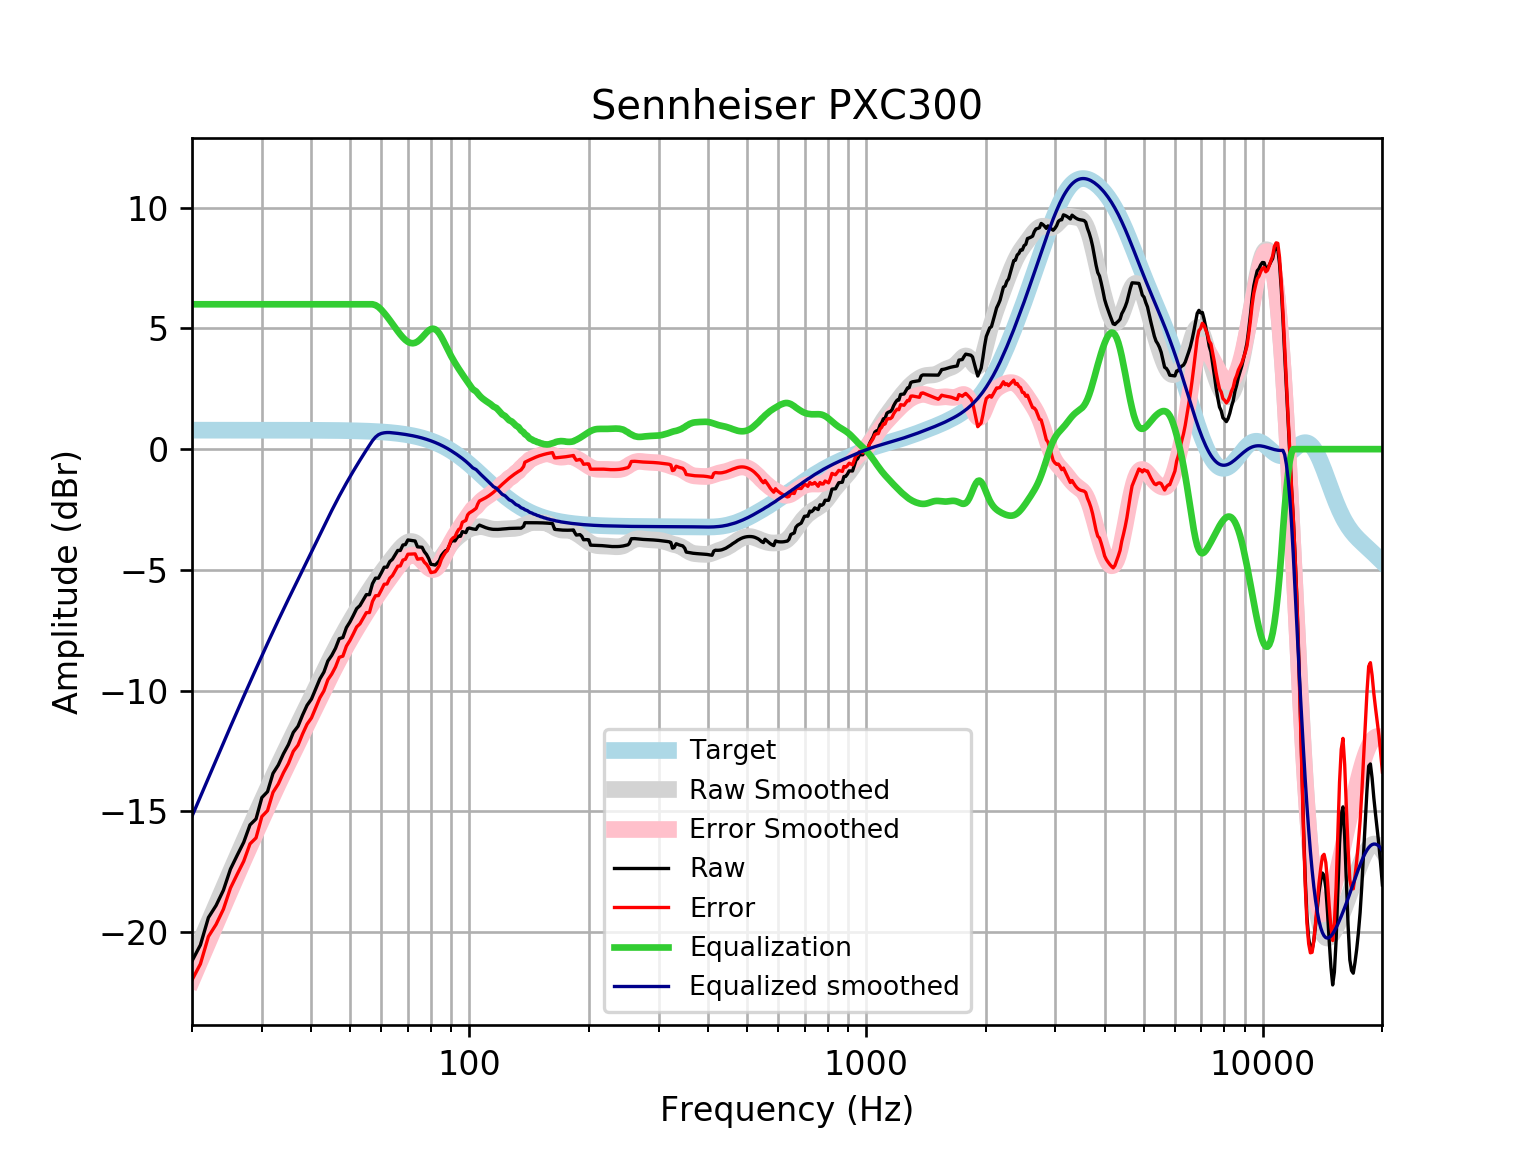 Sennheiser PXC300
10
5
0
−5
−10
−15
−20
Amplitude (dBr)
Target
Raw Smoothed
Error Smoothed
Raw
Error
Equalization
Equalized smoothed
100 1000 10000
Frequency (Hz)